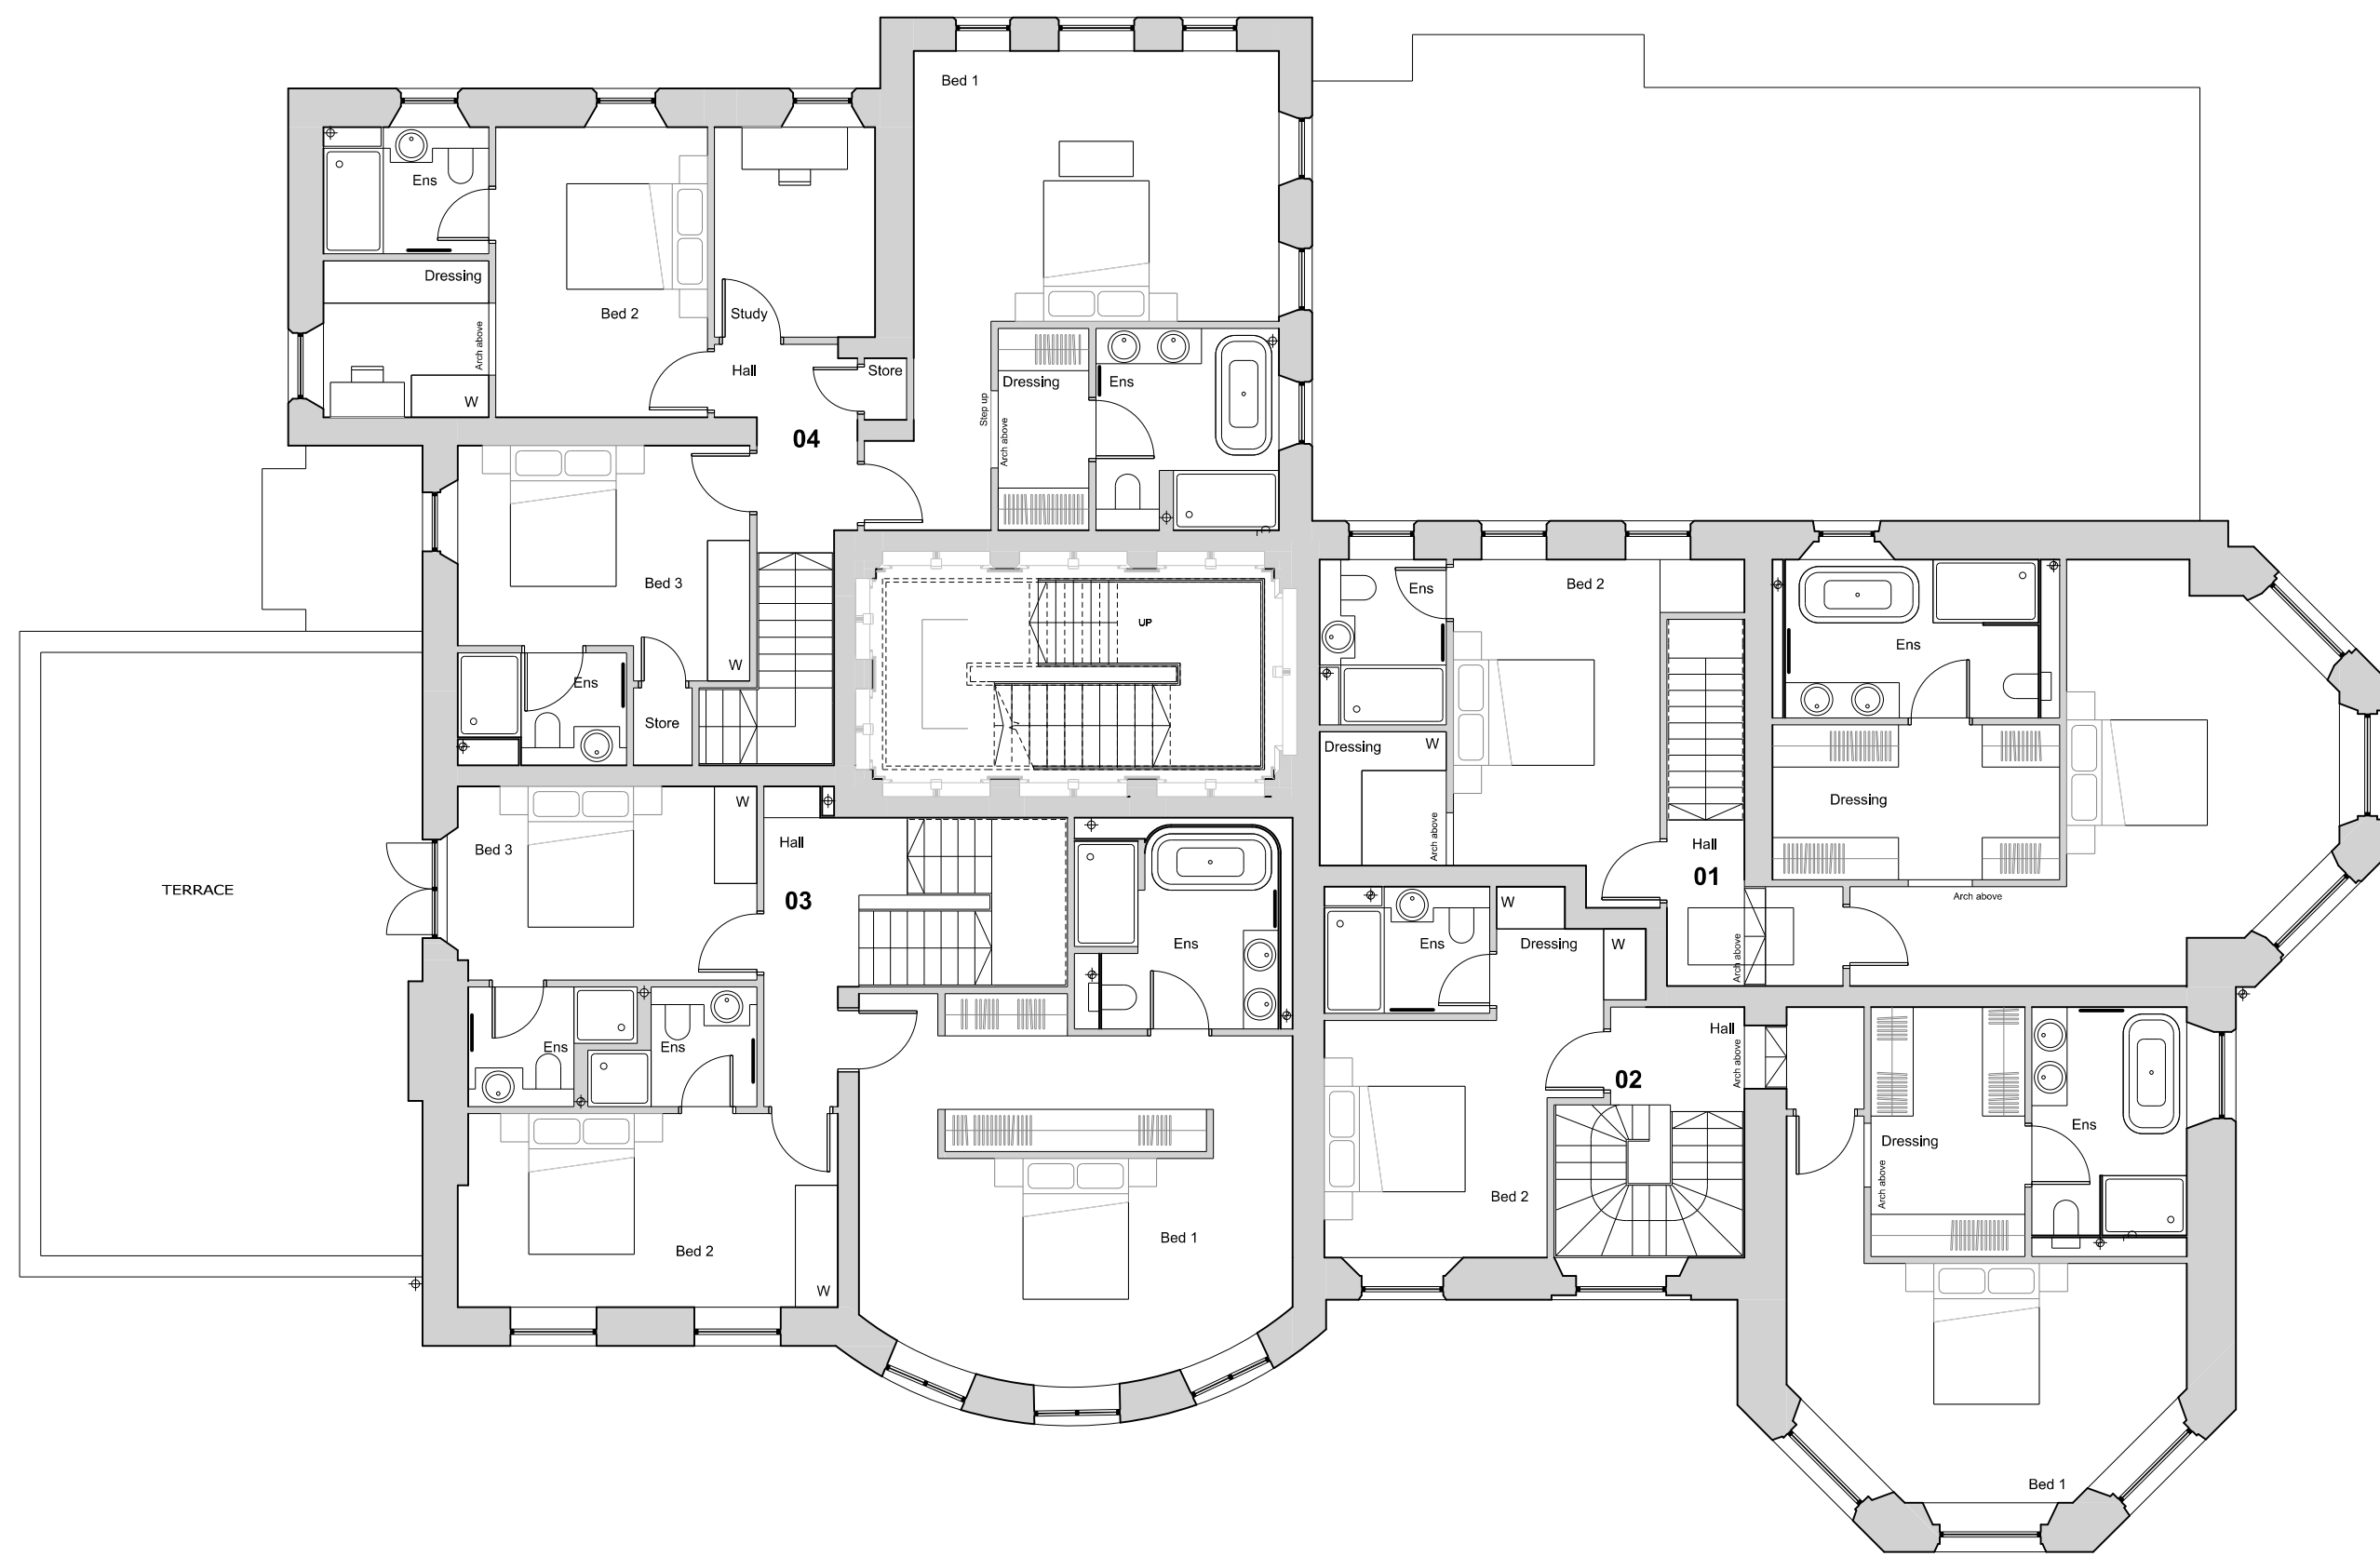 Bed 1
Ens
Dressing
Arch above
W
Bed 2
Study
Hall
Store
04
Step up
Dressing
Arch above
Ens
Bed 3
W
Ens
Store
UP
Ens
Bed 2
Dressing
W
Arch above
Hall
01
Arch above
Ens
Dressing
Arch above
TERRACE
Bed 3
W
Hall
03
Ens
Ens
Ens
Bed 2
W
Bed 1
Ens
W
Dressing
W
Hall
Arch above
02
Bed 2
Dressing
Arch above
Ens
Bed 1